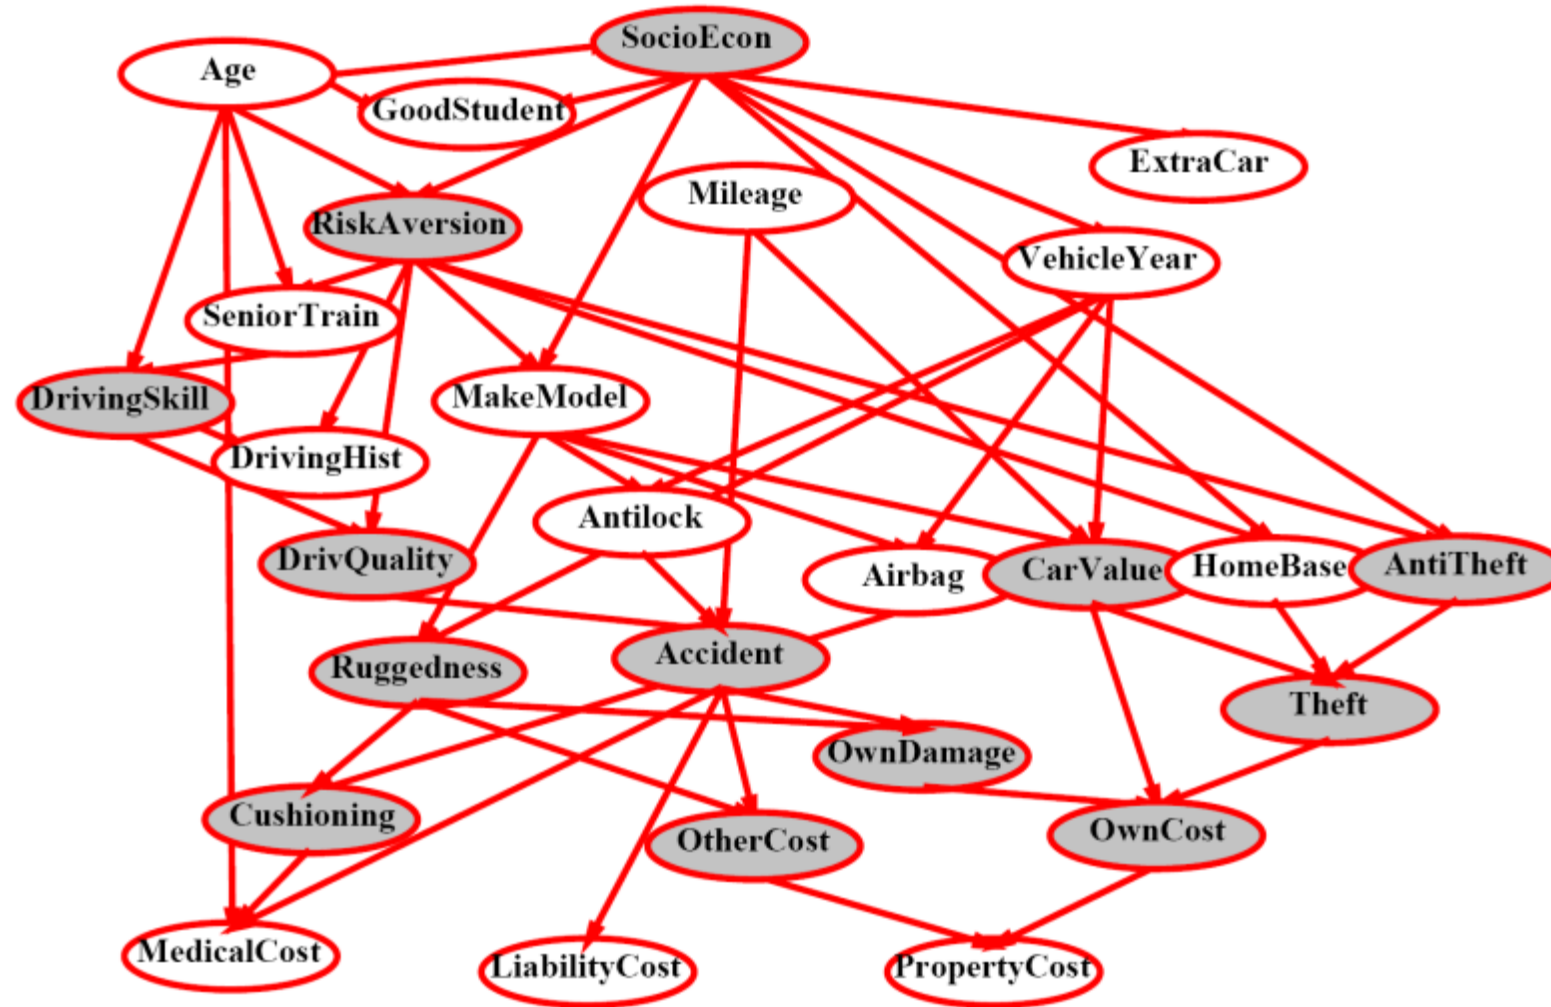 SocioEcon
Age
GoodStudent
ExtraCar
Mileage
RiskAversion
VehicleYear
SeniorTrain
DrivingSkill
MakeModel
DrivingHist
Antilock
DrivQuality
Airbag
CarValue
HomeBase
AntiTheft
Ruggedness
Accident
Theft
OwnDamage
Cushioning
OtherCost
OwnCost
MedicalCost
LiabilityCost
PropertyCost